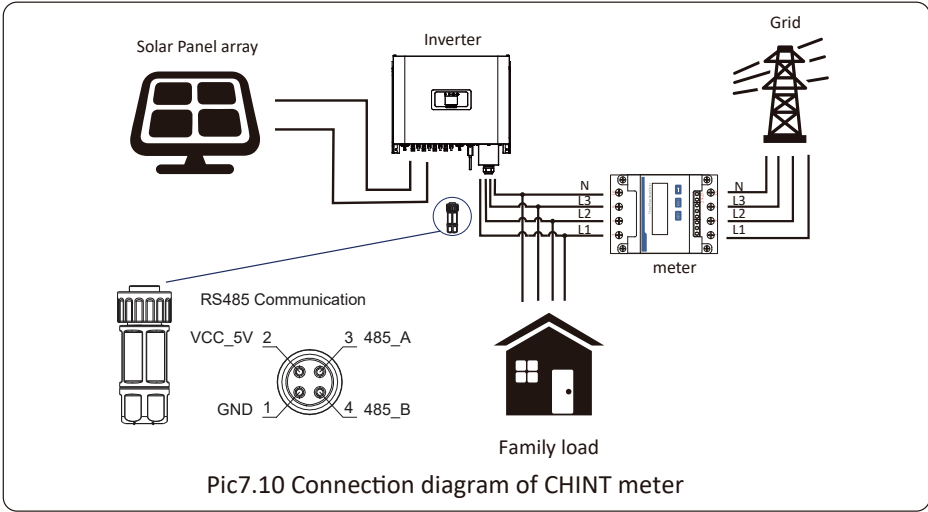 Grid
Inverter
Solar Panel array
N
L3
L2
L1
N
L3
L2
L1
meter
RS485 Communication
VCC_5V 2
3 485_A
GND 1
4 485_B
Family load
Pic7.10 Connection diagram of CHINT meter